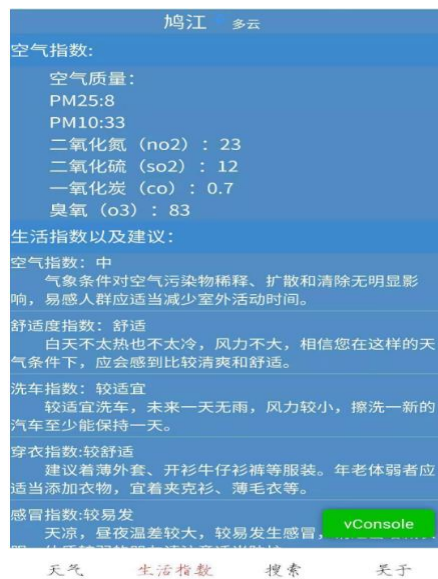 鸠江 多云
空气指数:
空气质量:
PM25:8
PM10:33
二氧化氮（no2）：23
二氧化硫（so2）：12
一氧化炭（co）：0.7
臭氧（o3）：83
生活指数以及建议:
空气指数：中
气象条件对空气污染物稀释、扩散和清除无明显影
响，易感人群应适当减少室外活动时间。
舒适度指数：舒适
白天不太热也不太冷，风力不大，相信您在这样的天
气条件下，应会感到比较清爽和舒适。
洗车指数：较适宜
较适宜洗车，未来一天无雨，风力较小，擦洗一新的
汽车至少能保持一天。
穿衣指数:较舒适
建议着薄外套、开衫牛仔衫裤等服装。年老体弱者应
适当添加衣物，宜着夹克衫、薄毛衣等。
感冒指数:较易发
天凉，昼夜温差较大，较易发生感冒，
vConsole
天气 生活指数 搜索 关于